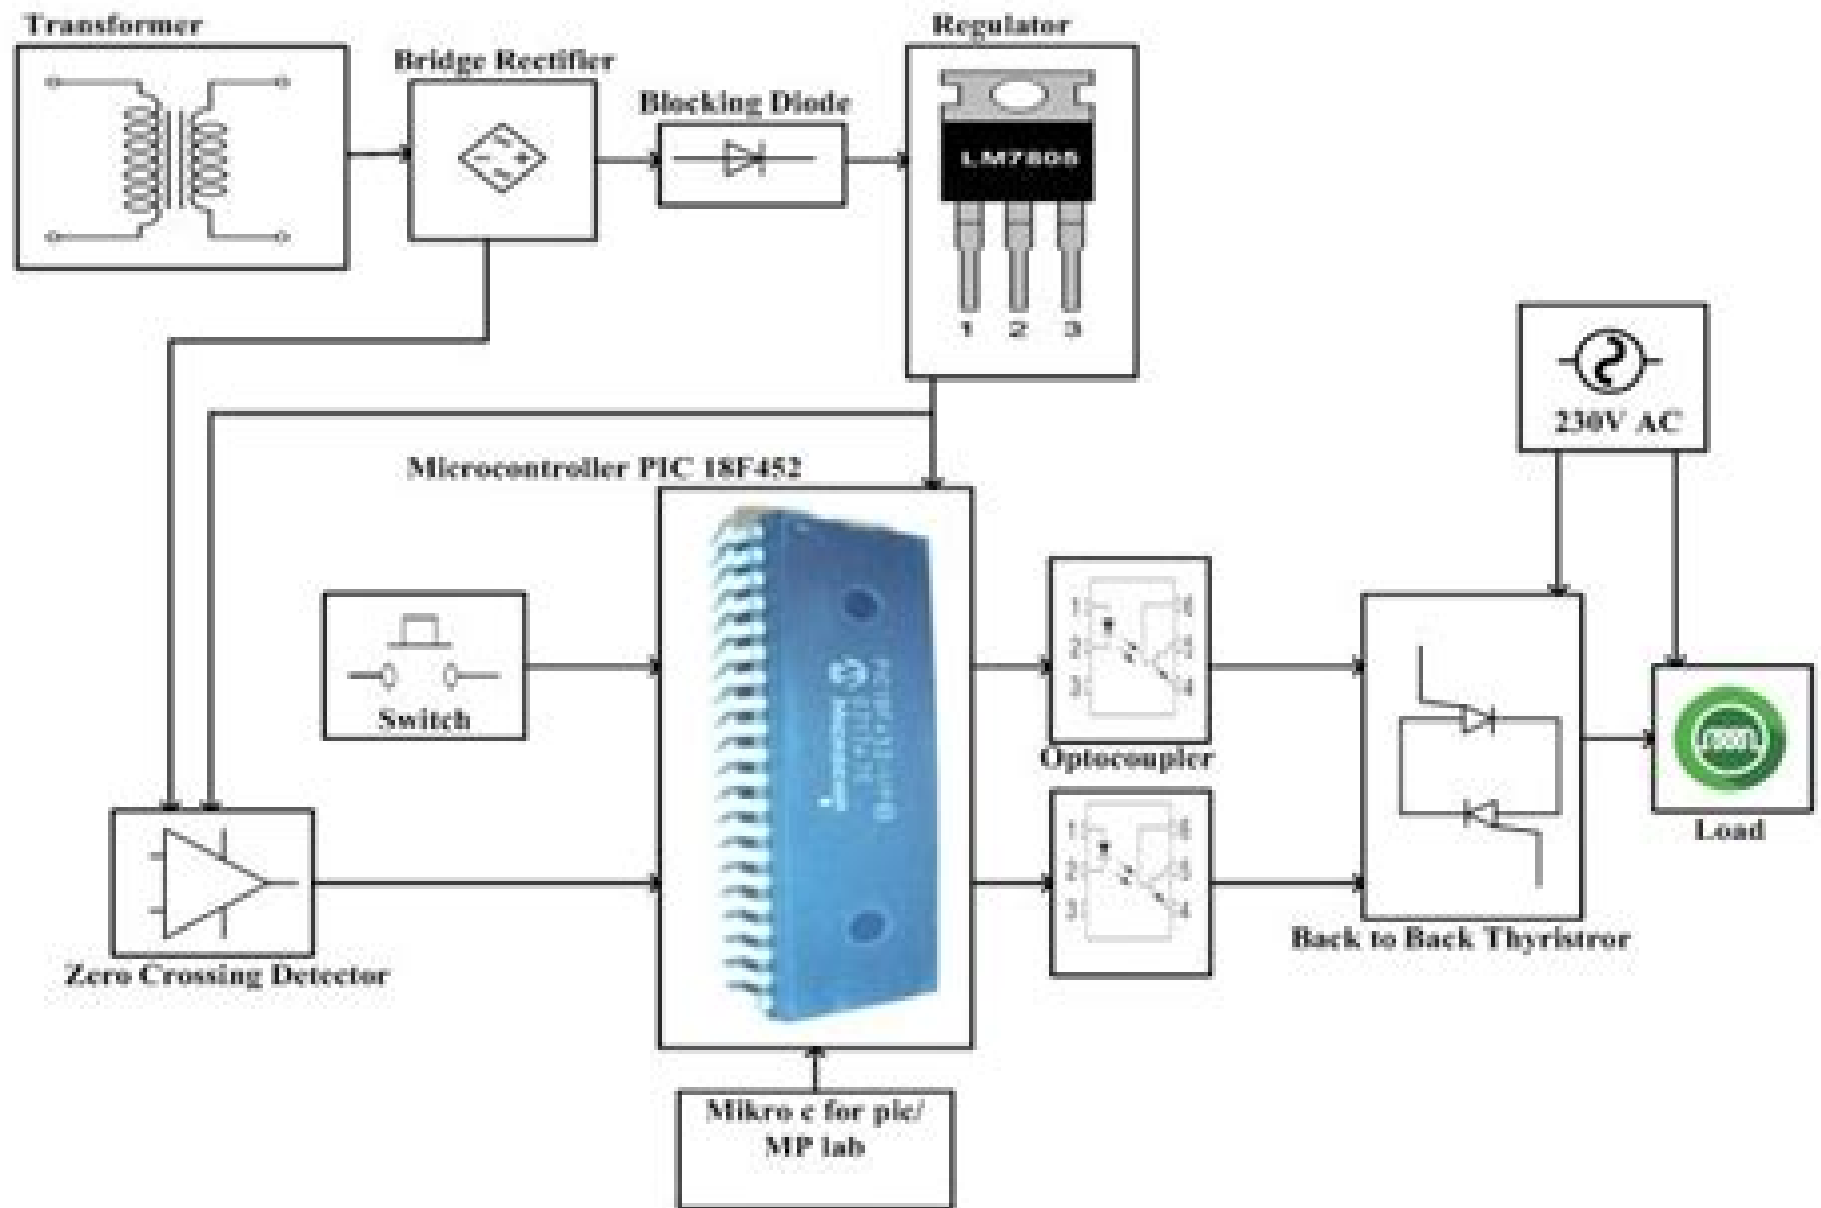 Transformer
Regulator
Bridge Rectifier
Blocking Diode
LM7805
1 2 3
230V AC
Microcontroller PIC 18F452
Switch
Optocoupler
Load
Back to Back Thyristror
Zero Crossing Detector
Mikro c for pic/
MP lab